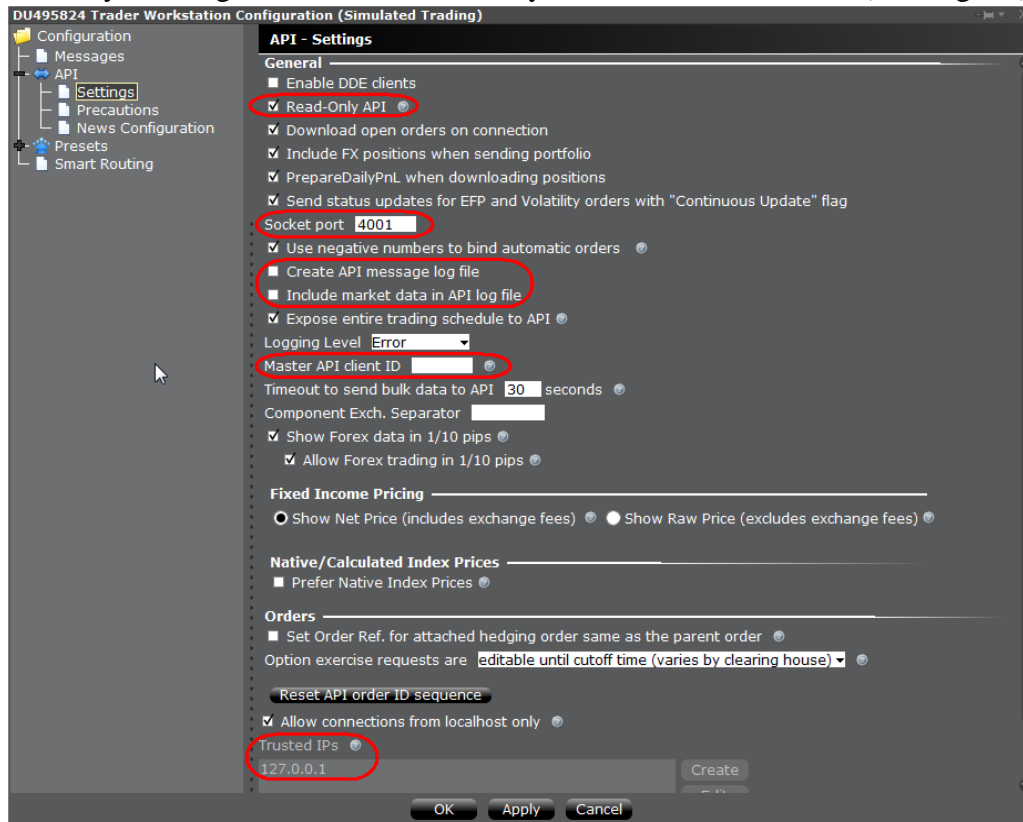 DU495824 Trader Workstation Configuration (Simulated Trading)
Configuration
Messages
API
Settings
Precautions
News Configuration
Presets
Smart Routing
API - Settings
General
Enable DDE clients
Read-Only API
Download open orders on connection
Include FX positions when sending portfolio
PrepareDailyPnL when downloading positions
Send status updates for EFP and Volatility orders with "Continuous Update" flag
Socket port 4001
Use negative numbers to bind automatic orders
Create API message log file
Include market data in API log file
Expose entire trading schedule to API
Logging Level Error
Master API client ID
Timeout to send bulk data to API 30 seconds
Component Exch. Separator
Show Forex data in 1/10 pips
Allow Forex trading in 1/10 pips
Fixed Income Pricing
Show Net Price (includes exchange fees) Show Raw Price (excludes exchange fees)
Native/Calculated Index Prices
Prefer Native Index Prices
Orders
Set Order Ref. for attached hedging order same as the parent order
Option exercise requests are editable until cutoff time (varies by clearing house)
Reset API order ID sequence
Allow connections from localhost only
Trusted IPs
127.0.0.1 Create
OK Apply Cancel